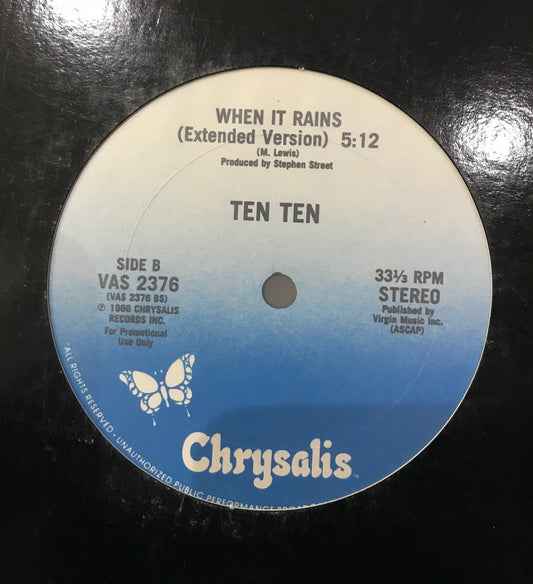 WHEN IT RAINS
(Extended Version) 5:12
(M. Lewis)
Produced by Stephen Street
TEN TEN
SIDE B
VAS 2376
(VAS 2376 BS)
℗ 1986 CHRYSALIS
RECORDS INC.
For Promotional
Use Only
33⅓ RPM
STEREO
Published by
Virgin Music Inc.
(ASCAP)
Chrysalis™
ALL RIGHTS RESERVED • UNAUTHORIZED PUBLIC PERFORMANCE